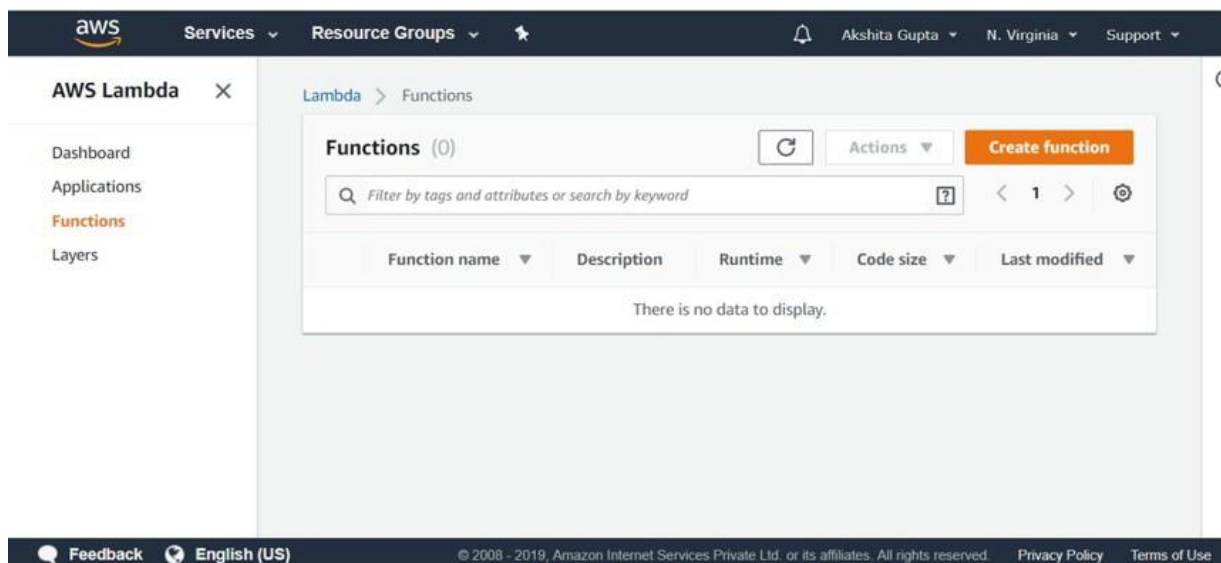 aws Services Resource Groups Akshita Gupta N. Virginia Support
AWS Lambda
Dashboard
Applications
Functions
Layers
Lambda > Functions
Functions (0) Actions Create function
Filter by tags and attributes or search by keyword ? < 1 >
Function name Description Runtime Code size Last modified
There is no data to display.
Feedback English (US) © 2008 - 2019, Amazon Internet Services Private Ltd. or its affiliates. All rights reserved. Privacy Policy Terms of Use